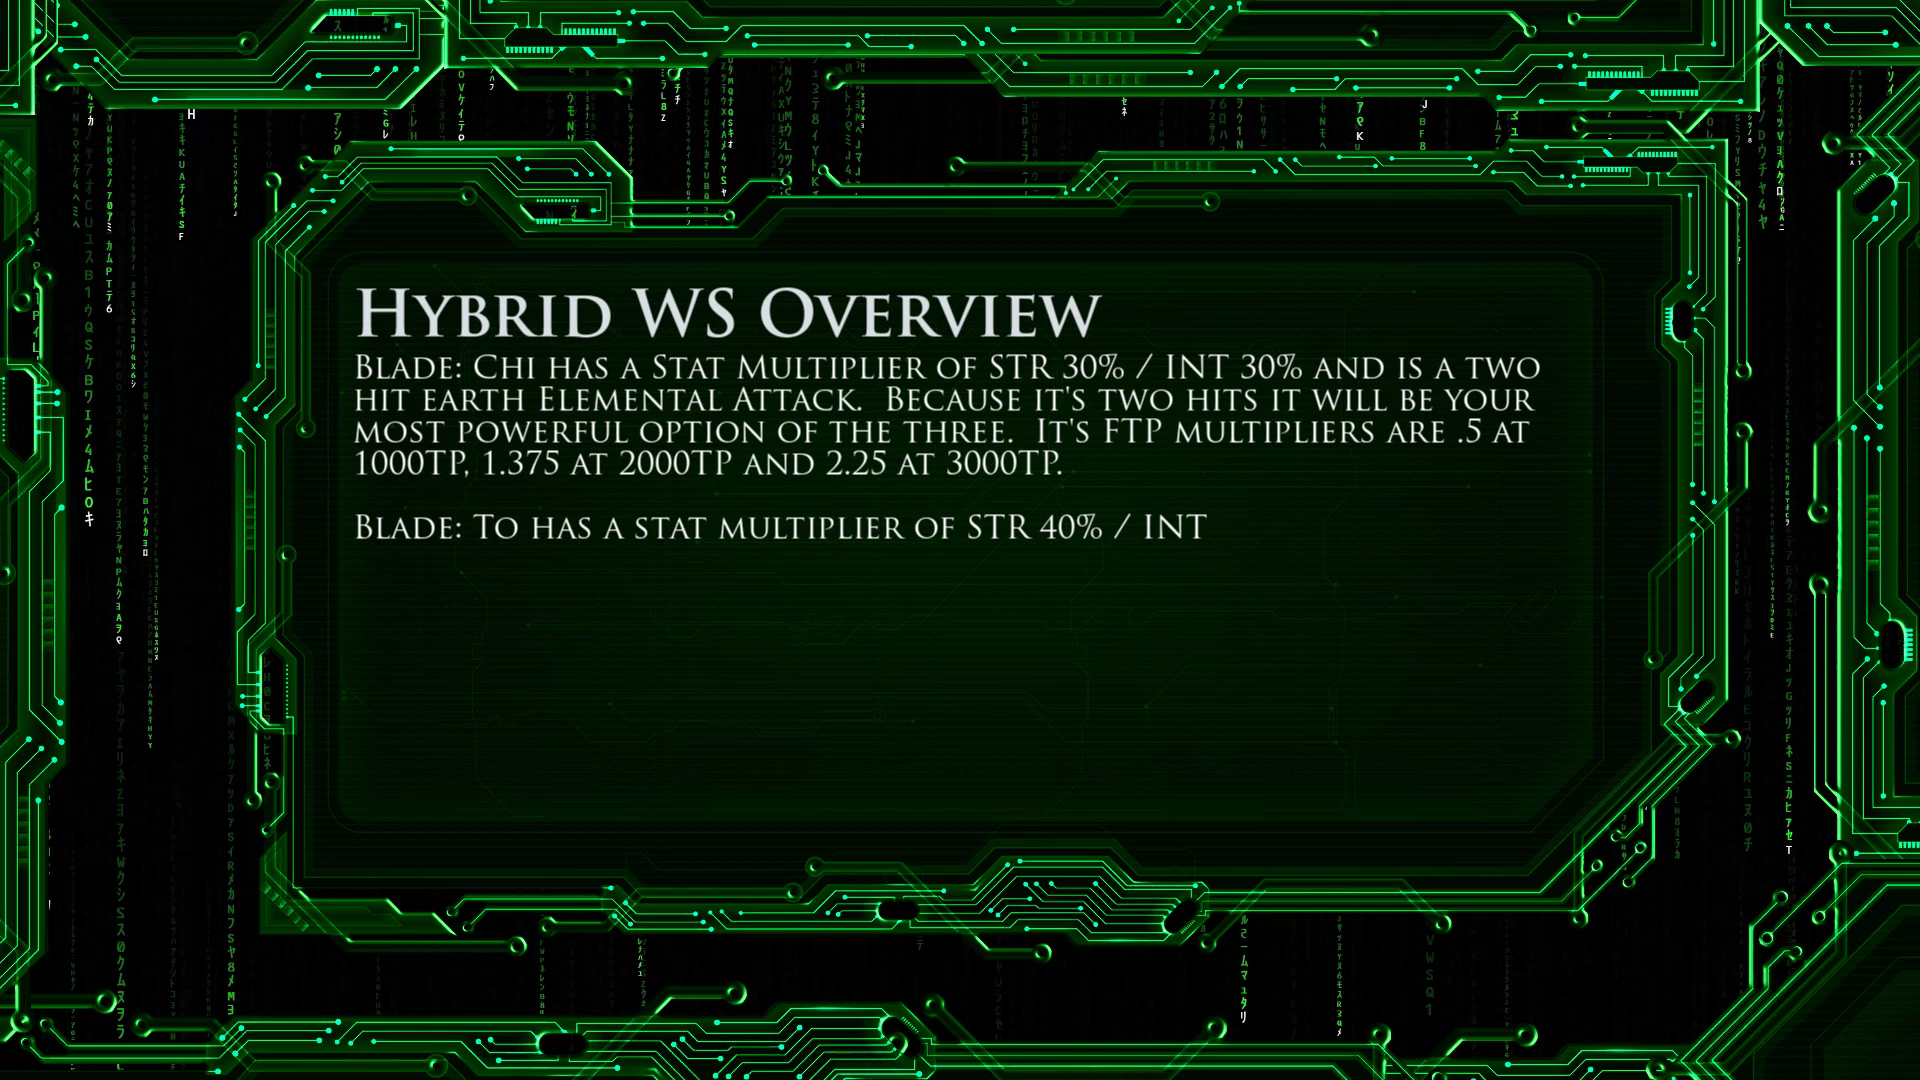 Hybrid WS Overview
Blade: Chi has a Stat Multiplier of STR 30% / INT 30% and is a two
hit earth Elemental Attack.  Because it's two hits it will be your
most powerful option of the three.  It's FTP multipliers are .5 at
1000TP, 1.375 at 2000TP and 2.25 at 3000TP.
Blade: To has a stat multiplier of STR 40% / INT